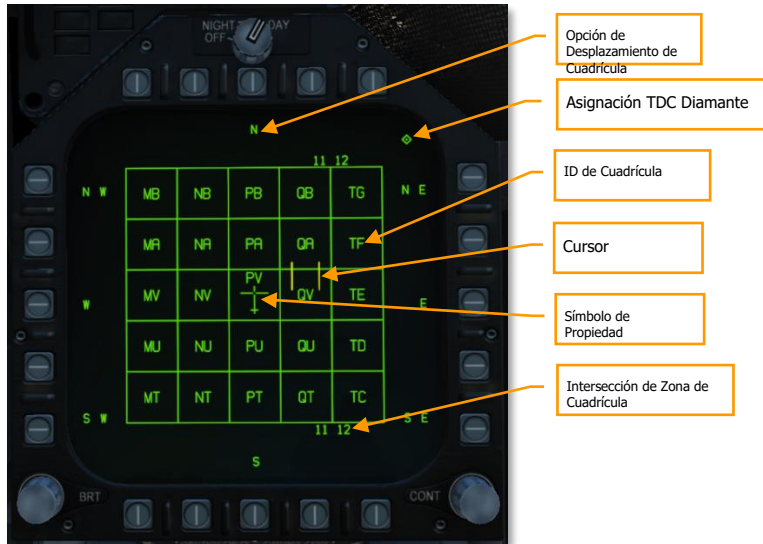 NIGHT DAY
OFF
N
11 12
N W MB NB PB QB TG N E
MA NA PA QA TF
W MV NV PV QV TE E
MU NU PU QU TD
S W MT NT PT QT TC S E
11 12
S
BRT CONT
Opción de
Desplazamiento de
Cuadrícula
Asignación TDC Diamante
ID de Cuadrícula
Cursor
Símbolo de
Propiedad
Intersección de Zona de
Cuadrícula